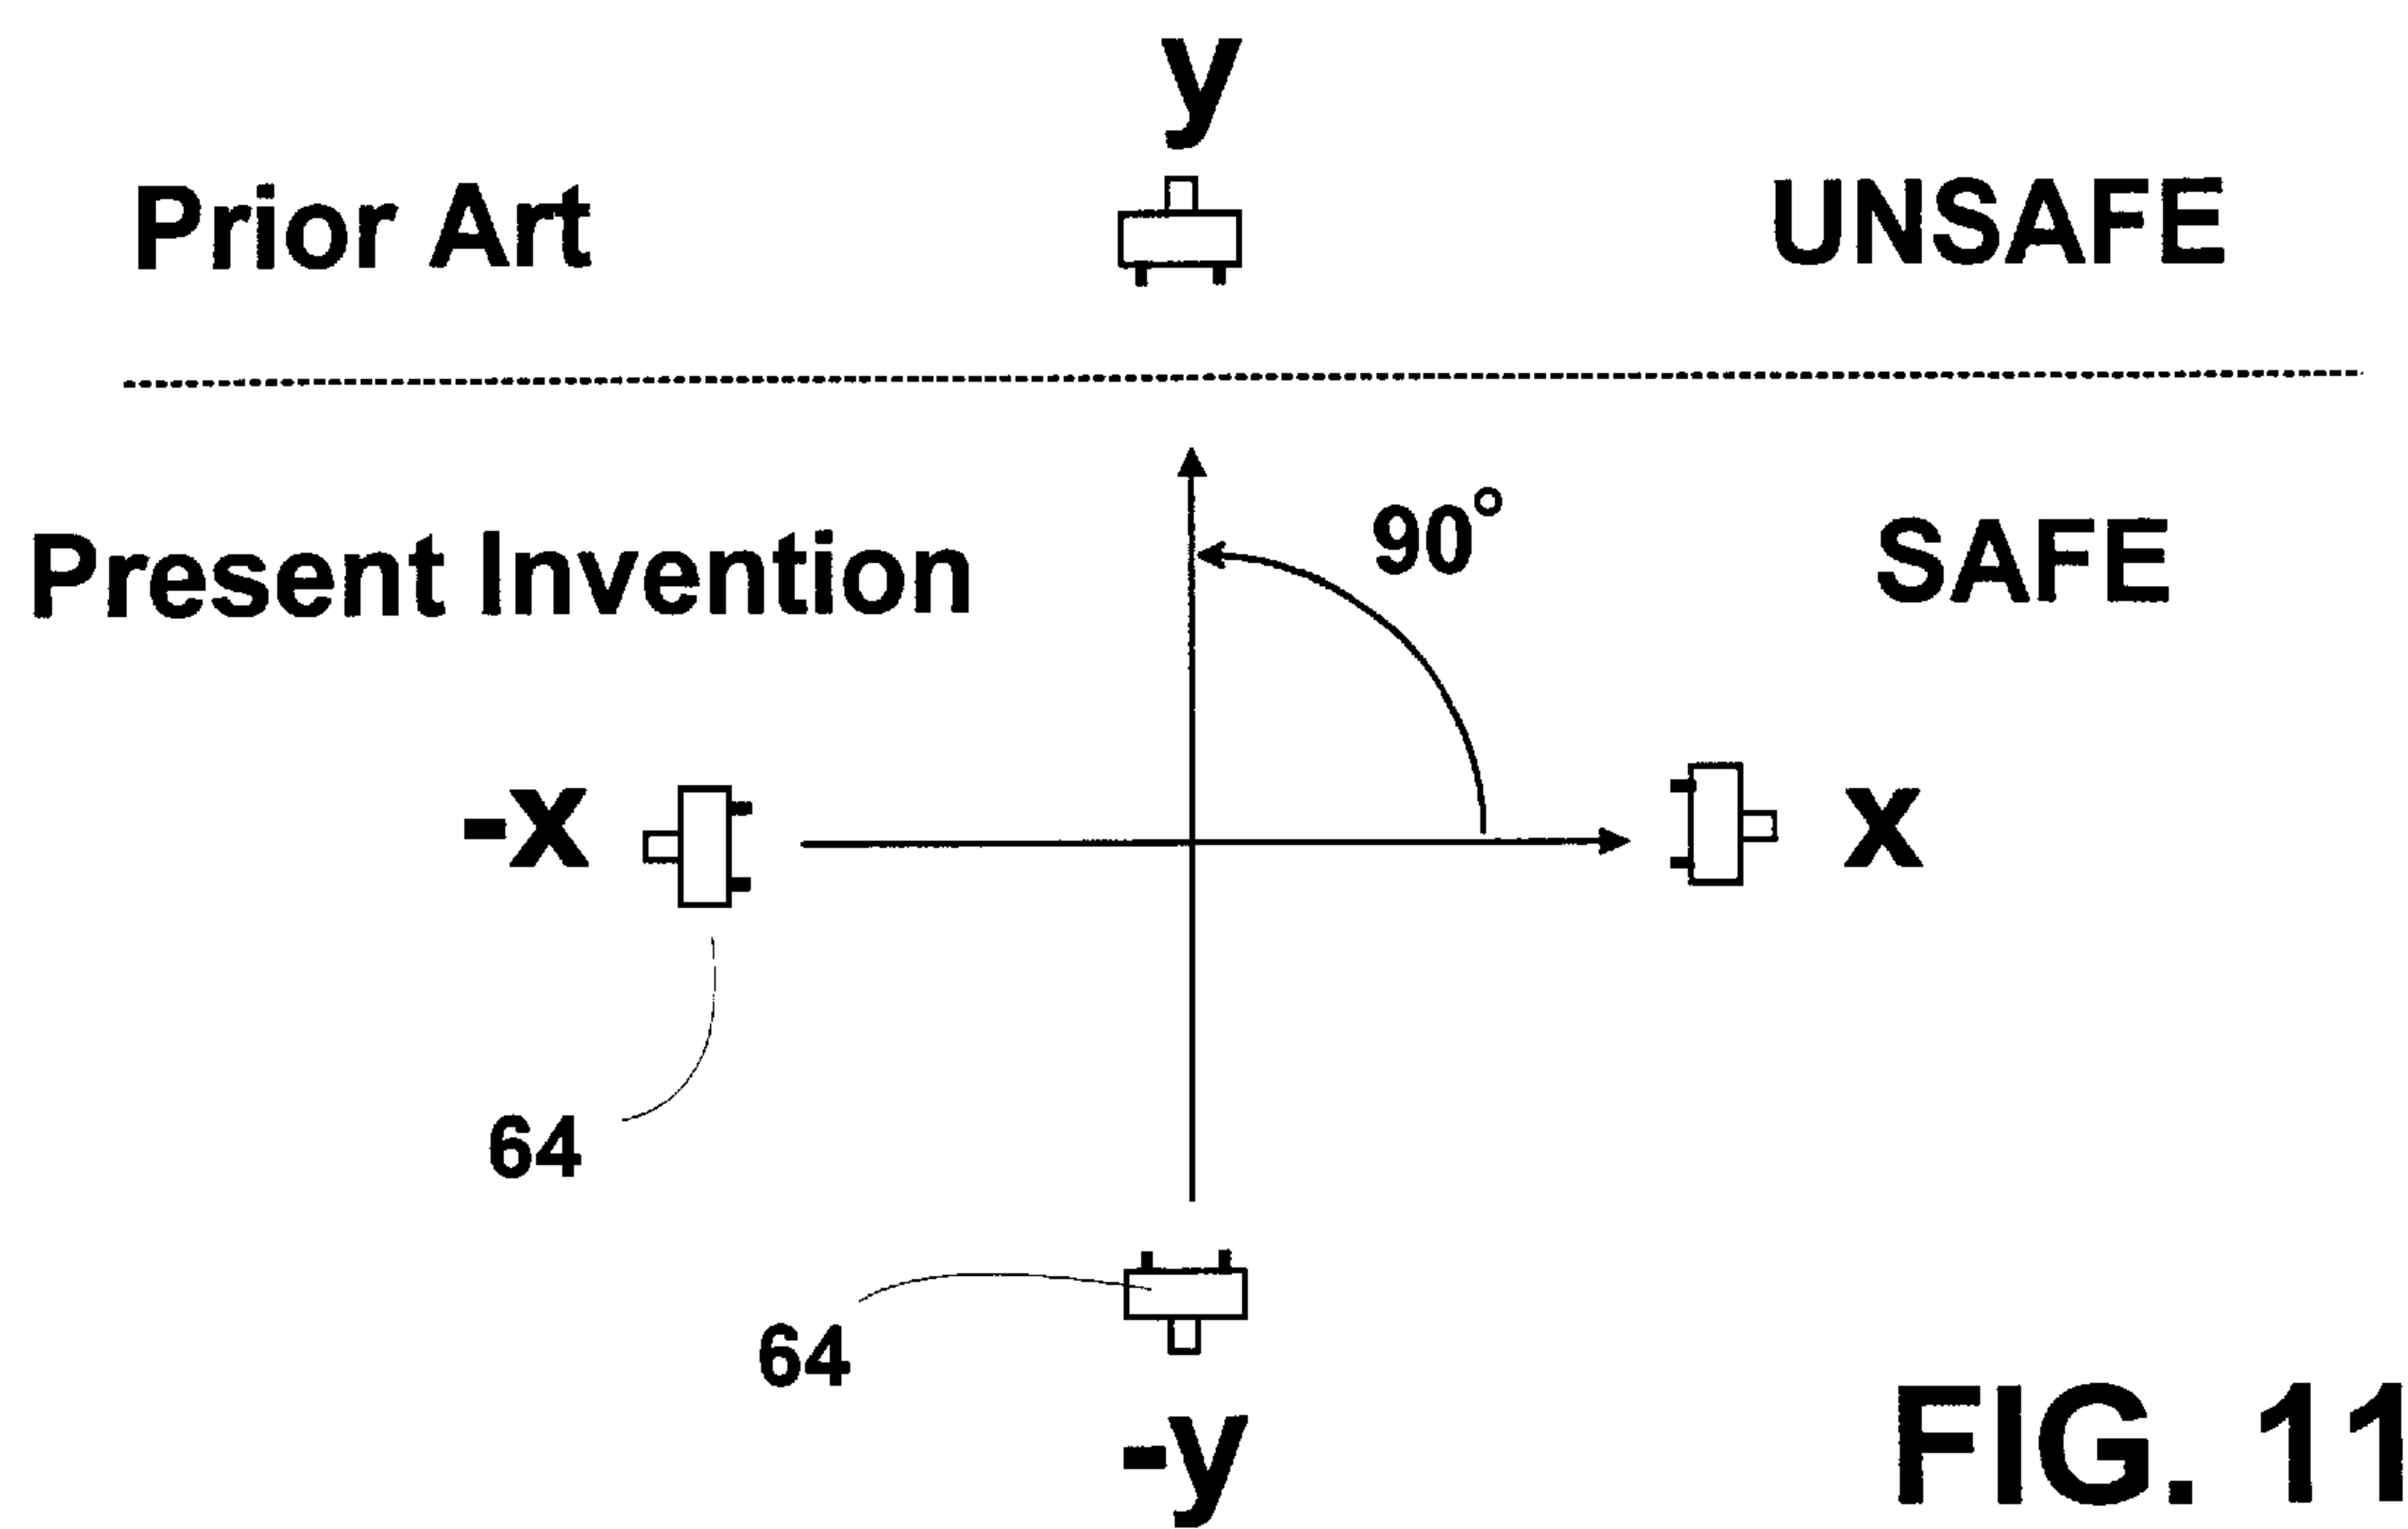 y
Prior Art
UNSAFE
90°
Present Invention
SAFE
-x
x
64
64
-y
FIG. 11